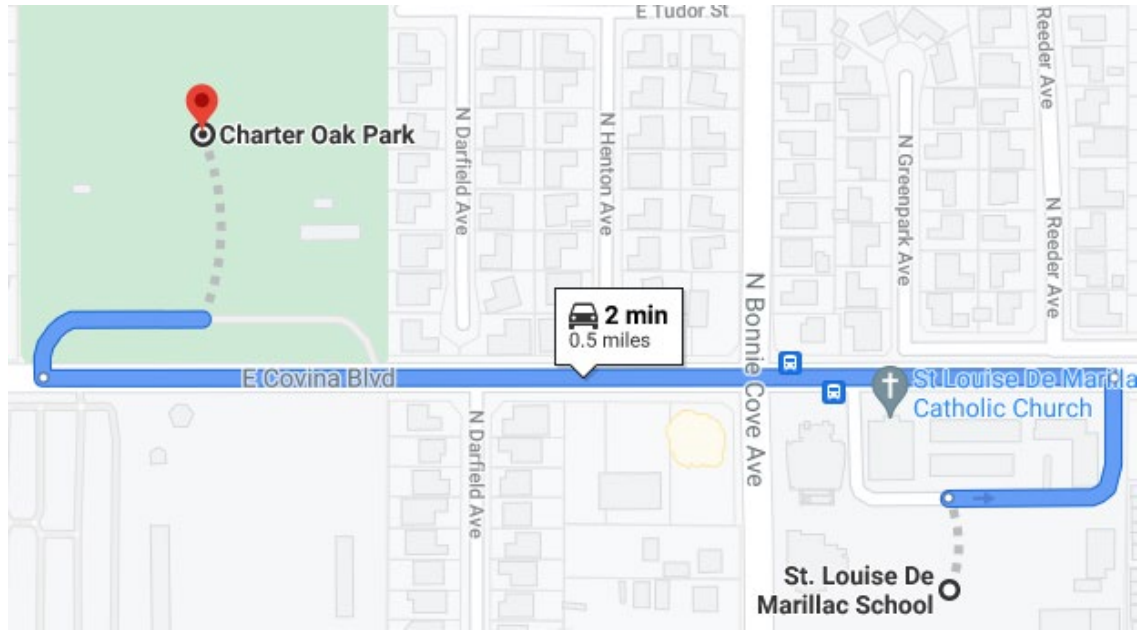 E Tudor St
Reeder Ave
Charter Oak Park
N Darfield Ave
N Henton Ave
N Greenpark Ave
N Reeder Ave
N Bonnie Cove Ave
2 min
0.5 miles
E Covina Blvd
St Louise De Marilla
Catholic Church
N Darfield Ave
St. Louise De
Marillac School